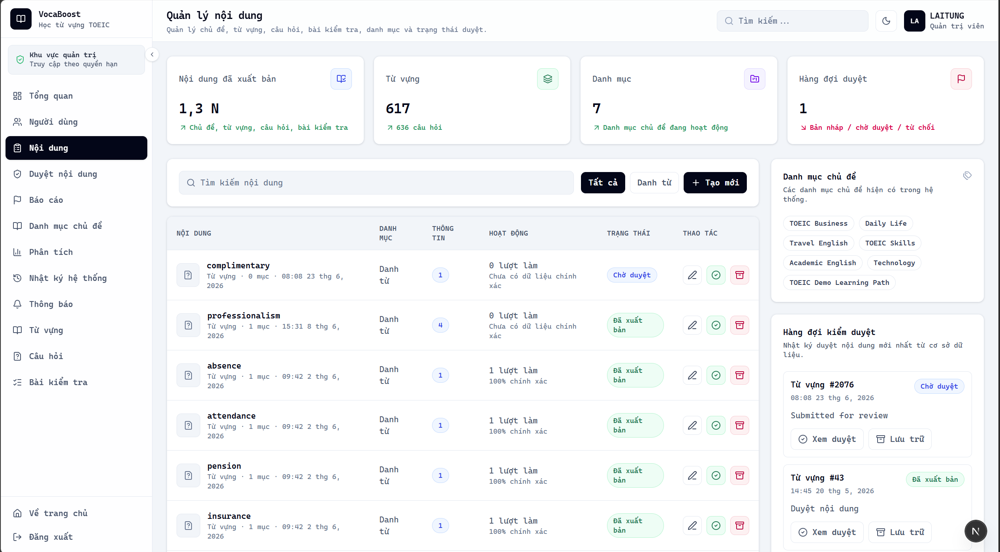 VocaBoost
Học từ vựng TOEIC
Khu vực quản trị
Truy cập theo quyền hạn
Tổng quan
Người dùng
Nội dung
Duyệt nội dung
Báo cáo
Danh mục chủ đề
Phân tích
Nhật ký hệ thống
Thông báo
Từ vựng
Câu hỏi
Bài kiểm tra
Về trang chủ
Đăng xuất
Quản lý nội dung
Quản lý chủ đề, từ vựng, câu hỏi, bài kiểm tra, danh mục và trạng thái duyệt.
Tìm kiếm...
LA
LAITUNG
Quản trị viên
Nội dung đã xuất bản
1,3 N
Chủ đề, từ vựng, câu hỏi, bài kiểm tra
Từ vựng
617
636 câu hỏi
Danh mục
7
Danh mục chủ đề đang hoạt động
Hàng đợi duyệt
1
Bản nháp / chờ duyệt / từ chối
Tìm kiếm nội dung
Tất cả
Danh từ
Tạo mới
NỘI DUNG
DANH
MỤC
THÔNG
TIN
HOẠT ĐỘNG
TRẠNG THÁI
THAO TÁC
complimentary
Từ vựng · 0 mục · 08:08 23 thg 6,
2026
Danh
từ
1
0 lượt làm
Chưa có dữ liệu chính
xác
Chờ duyệt
professionalism
Từ vựng · 1 mục · 15:31 8 thg 6,
2026
Danh
từ
4
0 lượt làm
Chưa có dữ liệu chính
xác
Đã xuất
bản
absence
Từ vựng · 1 mục · 09:42 2 thg 6,
2026
Danh
từ
1
1 lượt làm
100% chính xác
Đã xuất
bản
attendance
Từ vựng · 1 mục · 09:42 2 thg 6,
2026
Danh
từ
1
1 lượt làm
100% chính xác
Đã xuất
bản
pension
Từ vựng · 1 mục · 09:42 2 thg 6,
2026
Danh
từ
1
1 lượt làm
100% chính xác
Đã xuất
bản
insurance
Từ vựng · 1 mục · 09:42 2 thg 6,
2026
Danh
từ
1
1 lượt làm
100% chính xác
Đã xuất
bản
Danh mục chủ đề
Các danh mục chủ đề hiện có trong hệ
thống.
TOEIC Business
Daily Life
Travel English
TOEIC Skills
Academic English
Technology
TOEIC Demo Learning Path
Hàng đợi kiểm duyệt
Nhật ký duyệt nội dung mới nhất từ cơ sở dữ
liệu.
Từ vựng #2076
Chờ duyệt
08:08 23 thg 6, 2026
Submitted for review
Xem duyệt
Lưu trữ
Từ vựng #43
Đã xuất bản
14:45 20 thg 5, 2026
Duyệt nội dung
Xem duyệt
Lưu trữ
N